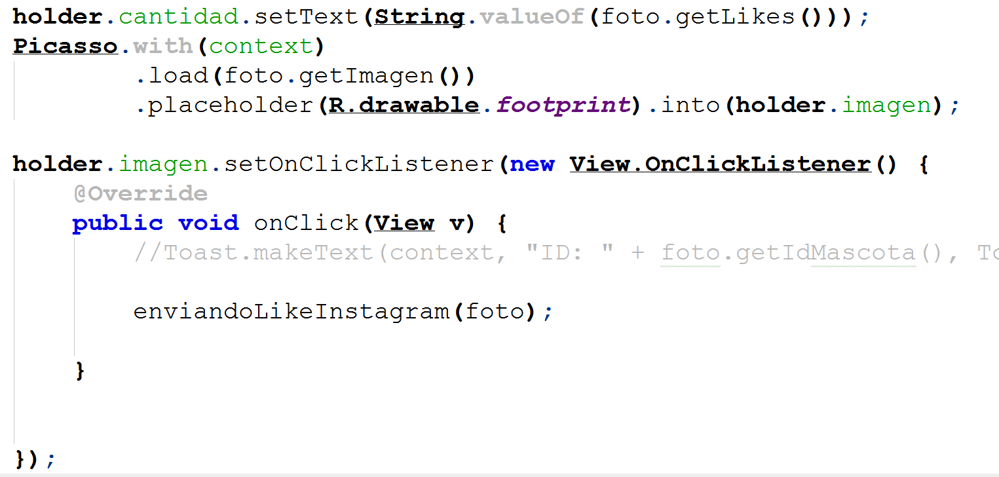 holder.cantidad.setText(String.valueOf(foto.getLikes()));
Picasso.with(context)
        .load(foto.getImagen())
        .placeholder(R.drawable.footprint).into(holder.imagen);

holder.imagen.setOnClickListener(new View.OnClickListener() {
    @Override
    public void onClick(View v) {
        //Toast.makeText(context, "ID: " + foto.getIdMascota(),

        enviandoLikeInstagram(foto);

    }


});